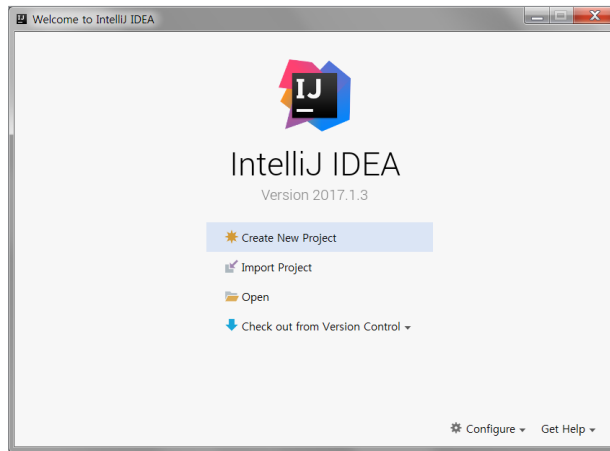 Welcome to IntelliJ IDEA
IJ
IntelliJ IDEA
Version 2017.1.3
Create New Project
Import Project
Open
Check out from Version Control
Configure Get Help